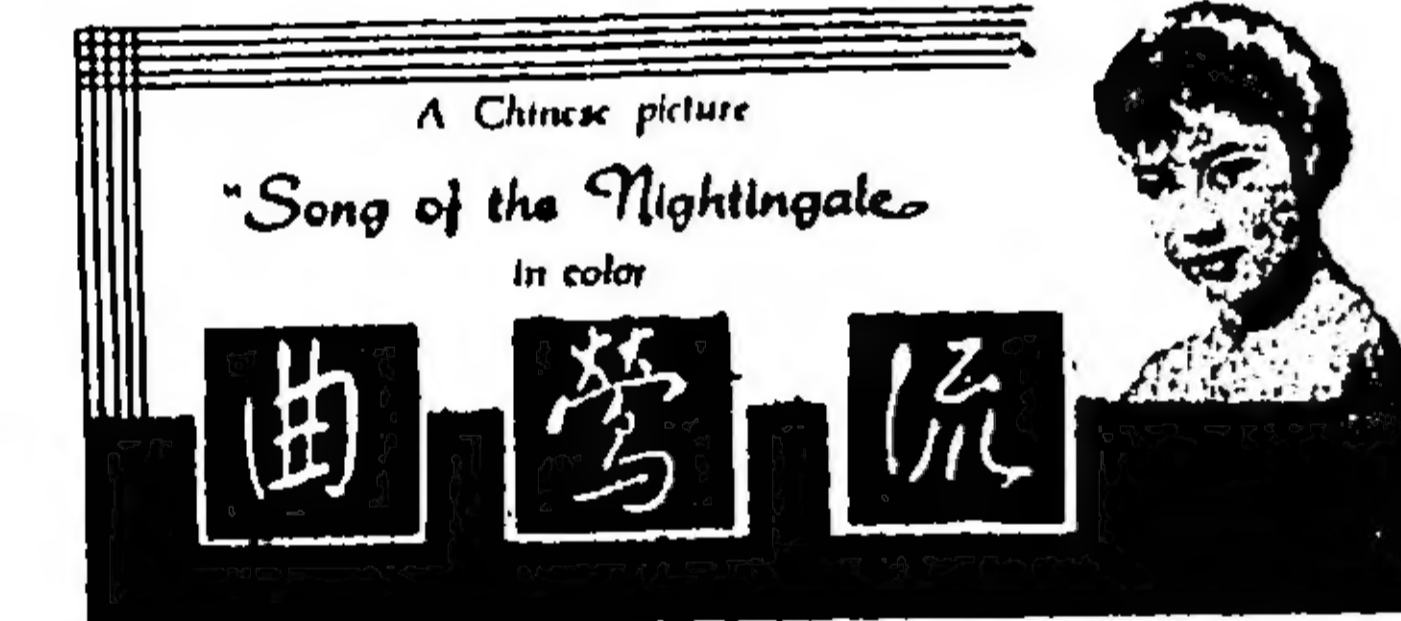 A Chinese picture
"Song of the Nightingale
in color
流鶯曲